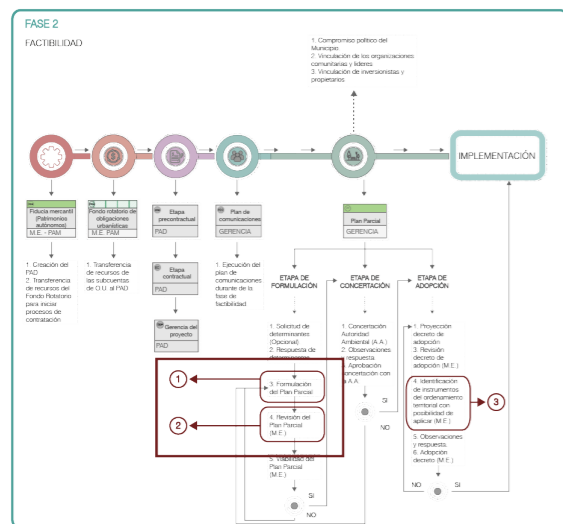 FASE 2
FACTIBILIDAD
1. Compromiso político del
Municipio
2. Vinculación de los organizaciones
comunitarias y líderes
3. Vinculación de inversionistas y
propietarios
IMPLEMENTACIÓN
Fiducia mercantil
(Patrimonios
autónomos)
M.E. - PAM
1. Creación del
PAD
2. Transferencia
de recursos del
Fondo Rotatorio
para iniciar
procesos de
contratación
Fondo rotatorio de
obligaciones
urbanísticas
M.E. PAM
1.
Transferencia
de recursos de
las subcuentas
de O.U. al PAD
Etapa
precontractual
PAD
Etapa
contractual
PAD
Gerencia del
proyecto
PAD
Plan de
comunicaciones
GERENCIA
1. Ejecución del
plan de
comunicaciones
durante de la
fase de
factibilidad
Plan Parcial
GERENCIA
ETAPA DE
FORMULACIÓN
1. Solicitud de
determinantes
(Opcional)
2. Respuesta de
determinantes
3. Formulación
del Plan Parcial
4. Revisión del
Plan Parcial
(M.E.)
5. Viabilidad del
Plan Parcial
(M.E.)
SI
NO
ETAPA DE
CONCERTACIÓN
1. Concertación
Autoridad
Ambiental (A.A.)
2. Observaciones
y respuesta
3. Aprobación
concertación con
la A.A.
SI
NO
ETAPA DE
ADOPCIÓN
1. Proyección
decreto de
adopción
3. Revisión
decreto de
adopción (M.E.)
4. Identificación
de instrumentos
del ordenamiento
territorial con
posibilidad de
aplicar (M.E.)
5. Observaciones
y respuesta
6. Adopción
decreto (M.E.)
NO
SI
1
2
3